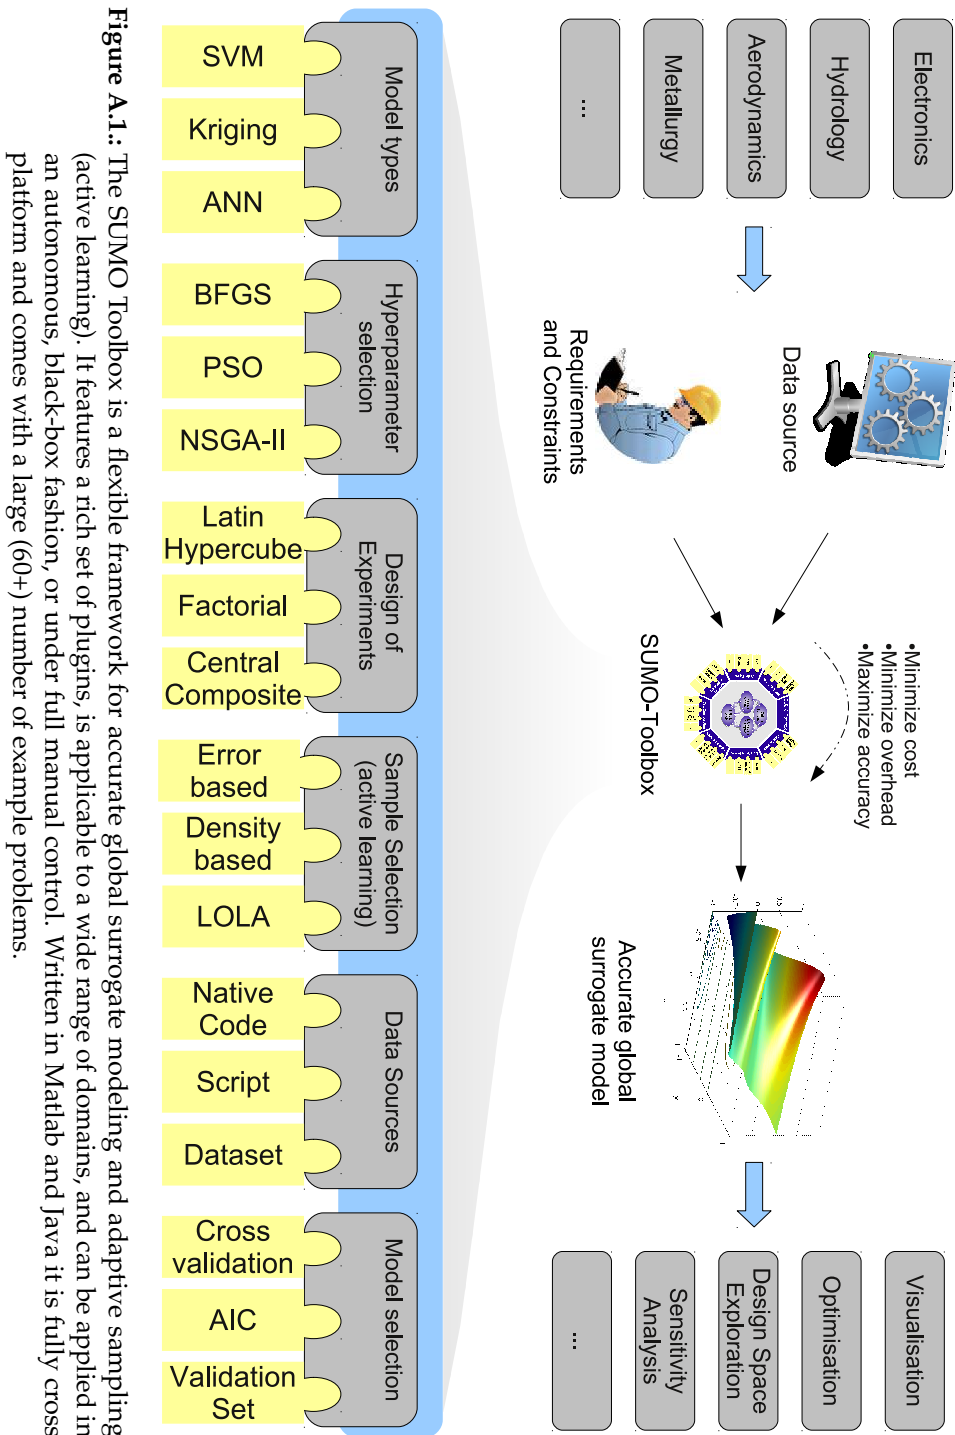 Electronics
Hydrology
Aerodynamics
Metallurgy
...
Data source
Requirements
and Constraints
•Minimize cost
•Minimize overhead
•Maximize accuracy
SUMO-Toolbox
Accurate global
surrogate model
Visualisation
Optimisation
Design Space
Exploration
Sensitivity
Analysis
...
Model types
SVM
Kriging
ANN
Hyperparameter
selection
BFGS
PSO
NSGA-II
Design of
Experiments
Latin
Hypercube
Factorial
Central
Composite
Sample Selection
(active learning)
Error
based
Density
based
LOLA
Data Sources
Native
Code
Script
Dataset
Model selection
Cross
validation
AIC
Validation
Set
Figure A.1.: The SUMO Toolbox is a flexible framework for accurate global surrogate modeling and adaptive sampling
(active learning). It features a rich set of plugins, is applicable to a wide range of domains, and can be applied in
an autonomous, black-box fashion, or under full manual control. Written in Matlab and Java it is fully cross
platform and comes with a large (60+) number of example problems.